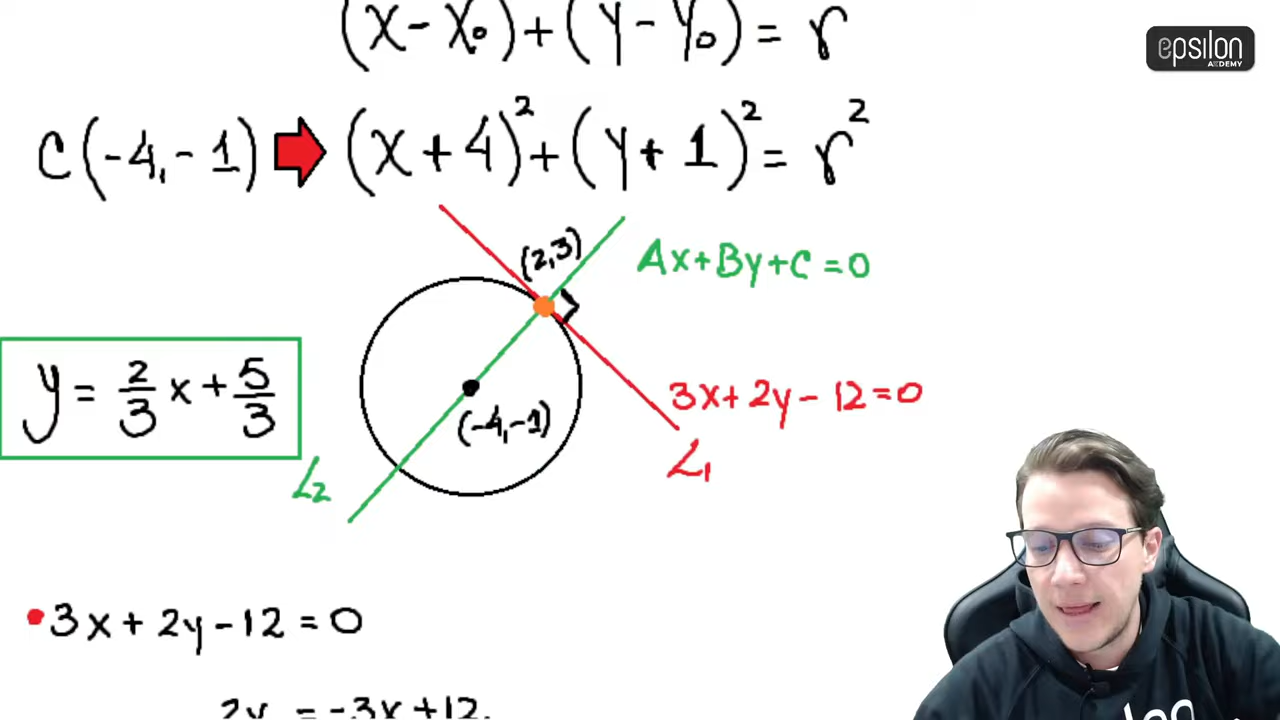 (x - x₀) + (y - y₀) = r
epsilon
ACADEMY
C(-4,-1) (x + 4)² + (y + 1)² = r²
(2,3)
Ax+By+C=0
y = 2/3 x + 5/3
3x+2y-12=0
(-4,-1)
L₁
L₂
3x + 2y - 12 = 0
2y = -3x + 12